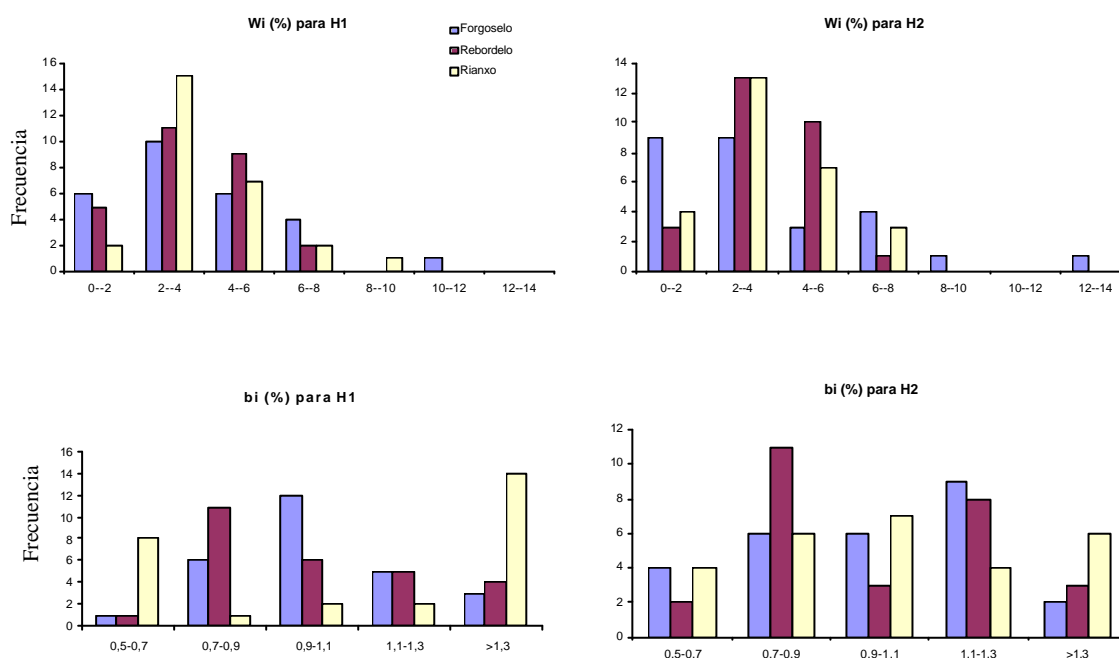 Wi (%) para H1
Forgoselo
Rebordelo
Rianxo
Frecuencia
16
14
12
10
8
6
4
2
0
0--2 2--4 4--6 6--8 8--10 10--12 12--14
Wi (%) para H2
14
12
10
8
6
4
2
0
0--2 2--4 4--6 6--8 8--10 10--12 12--14
bi (%) para H1
Frecuencia
16
14
12
10
8
6
4
2
0
0,5-0,7 0,7-0,9 0,9-1,1 1,1-1,3 >1,3
bi (%) para H2
12
10
8
6
4
2
0
0,5-0,7 0,7-0,9 0,9-1,1 1,1-1,3 >1,3